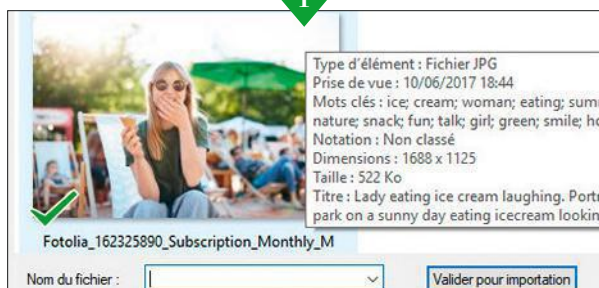 1
Type d'élément : Fichier JPG
Prise de vue : 10/06/2017 18:44
Mots clés : ice; cream; woman; eating; sum
nature; snack; fun; talk; girl; green; smile; ho
Notation : Non classé
Dimensions : 1688 x 1125
Taille : 522 Ko
Titre : Lady eating ice cream laughing. Portr
park on a sunny day eating icecream lookin
Fotolia_162325890_Subscription_Monthly_M
Nom du fichier :
Valider pour importation